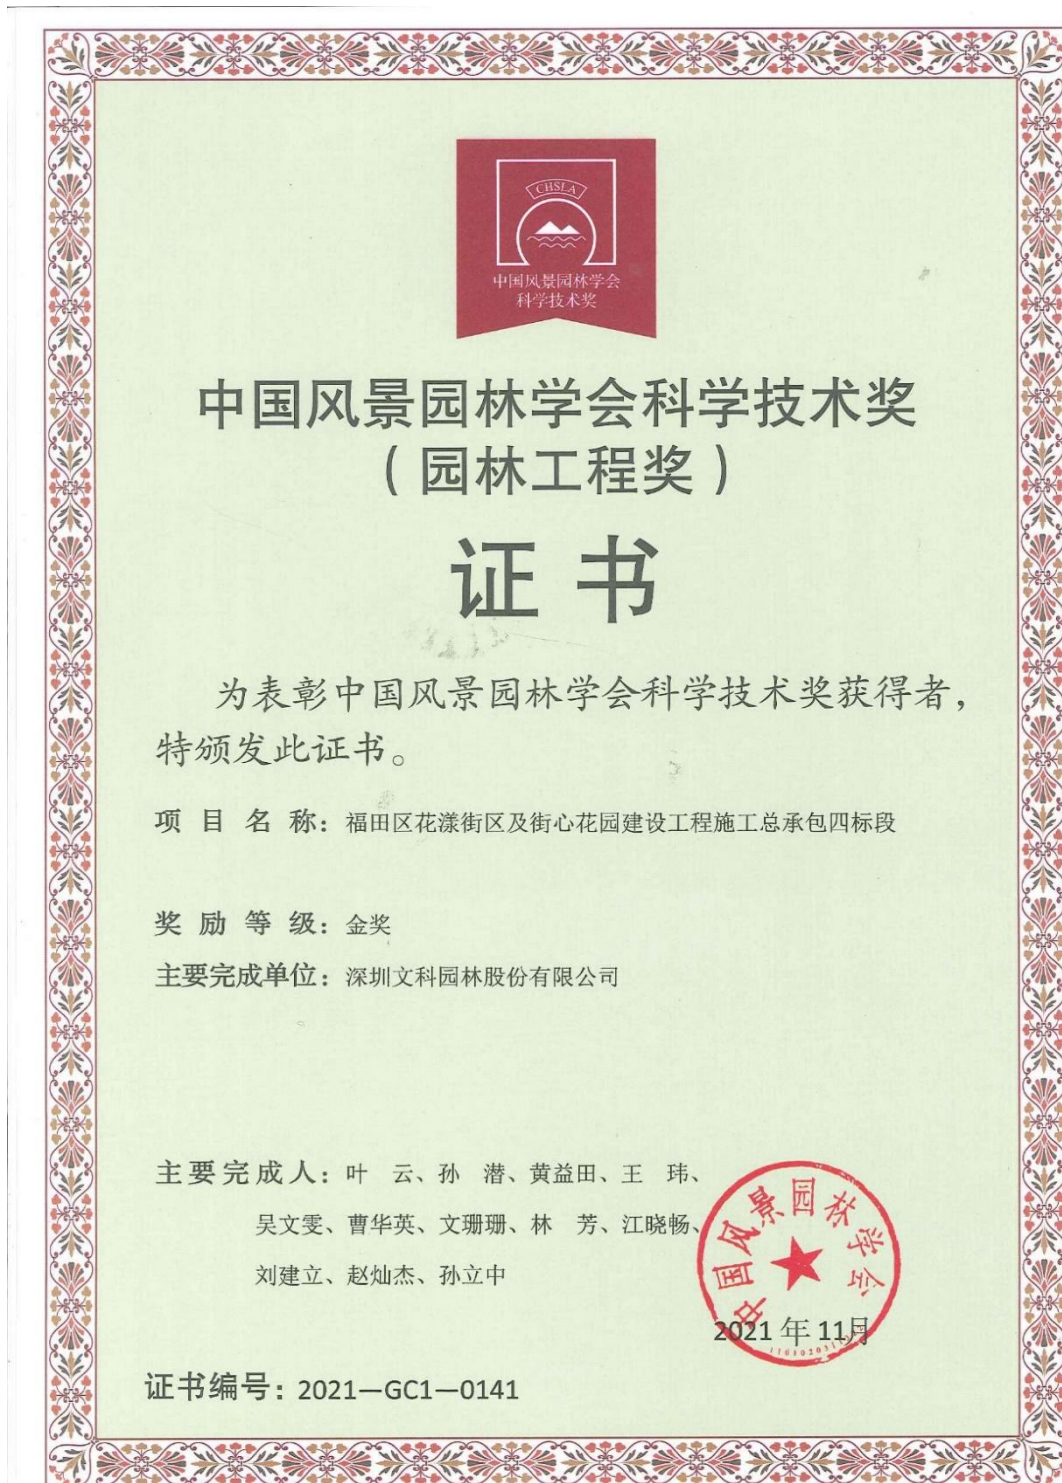 CHSLA
中国风景园林学会
科学技术奖
中国风景园林学会科学技术奖
（园林工程奖）
证书
为表彰中国风景园林学会科学技术奖获得者，
特颁发此证书。
项目名称：福田区花漾街区及街心花园建设工程施工总承包四标段
奖励等级：金奖
主要完成单位：深圳文科园林股份有限公司
主要完成人：叶 云、孙 潜、黄益田、王 玮、
吴文雯、曹华英、文珊珊、林 芳、江晓畅、
刘建立、赵灿杰、孙立中
中国风景园林学会
2021年11月
证书编号：2021—GC1—0141